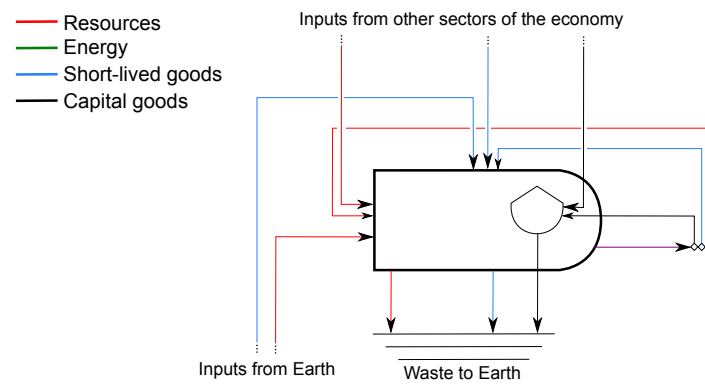 Inputs from other sectors of the economy
Resources
Energy
Short-lived goods
Capital goods
Inputs from Earth
Waste to Earth